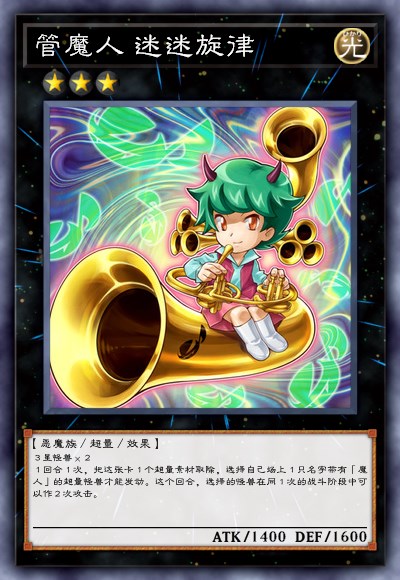 管魔人 迷迷旋律
光
【恶魔族／超量／效果】
３星怪兽×２
１回合１次，把这张卡１个超量素材取除，选择自己场上１只名字带有「魔
人」的超量怪兽才能发动。这个回合，选择的怪兽在同１次的战斗阶段中可
以作２次攻击。
ATK/1400 DEF/1600